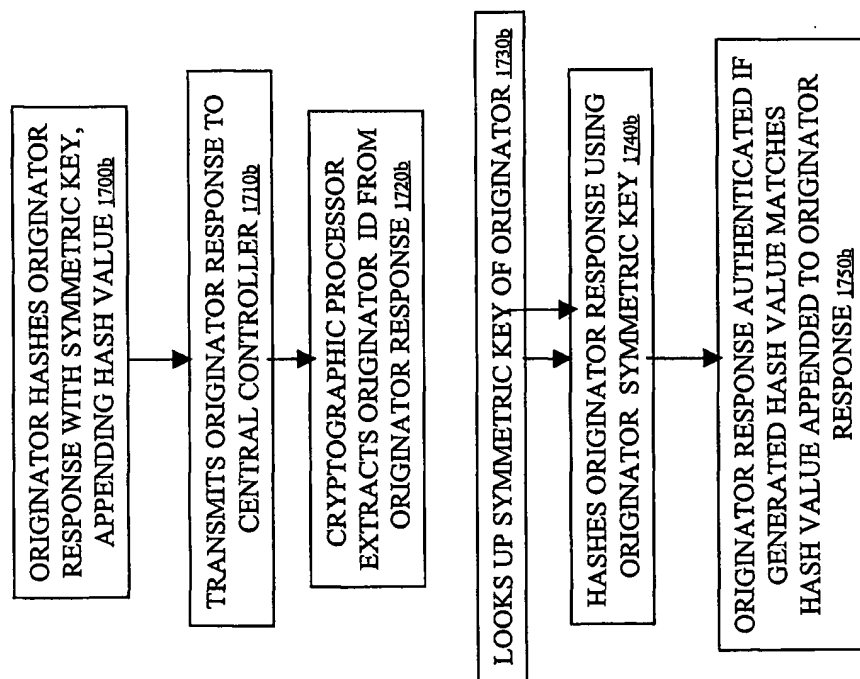 ORIGINATOR HASHES ORIGINATOR
RESPONSE WITH SYMMETRIC KEY,
APPENDING HASH VALUE 1700b
TRANSMITS ORIGINATOR RESPONSE TO
CENTRAL CONTROLLER 1710b
CRYPTOGRAPHIC PROCESSOR
EXTRACTS ORIGINATOR ID FROM
ORIGINATOR RESPONSE 1720b
LOOKS UP SYMMETRIC KEY OF ORIGINATOR 1730b
HASHES ORIGINATOR RESPONSE USING
ORIGINATOR SYMMETRIC KEY 1740b
ORIGINATOR RESPONSE AUTHENTICATED IF
GENERATED HASH VALUE MATCHES
HASH VALUE APPENDED TO ORIGINATOR
RESPONSE 1750b